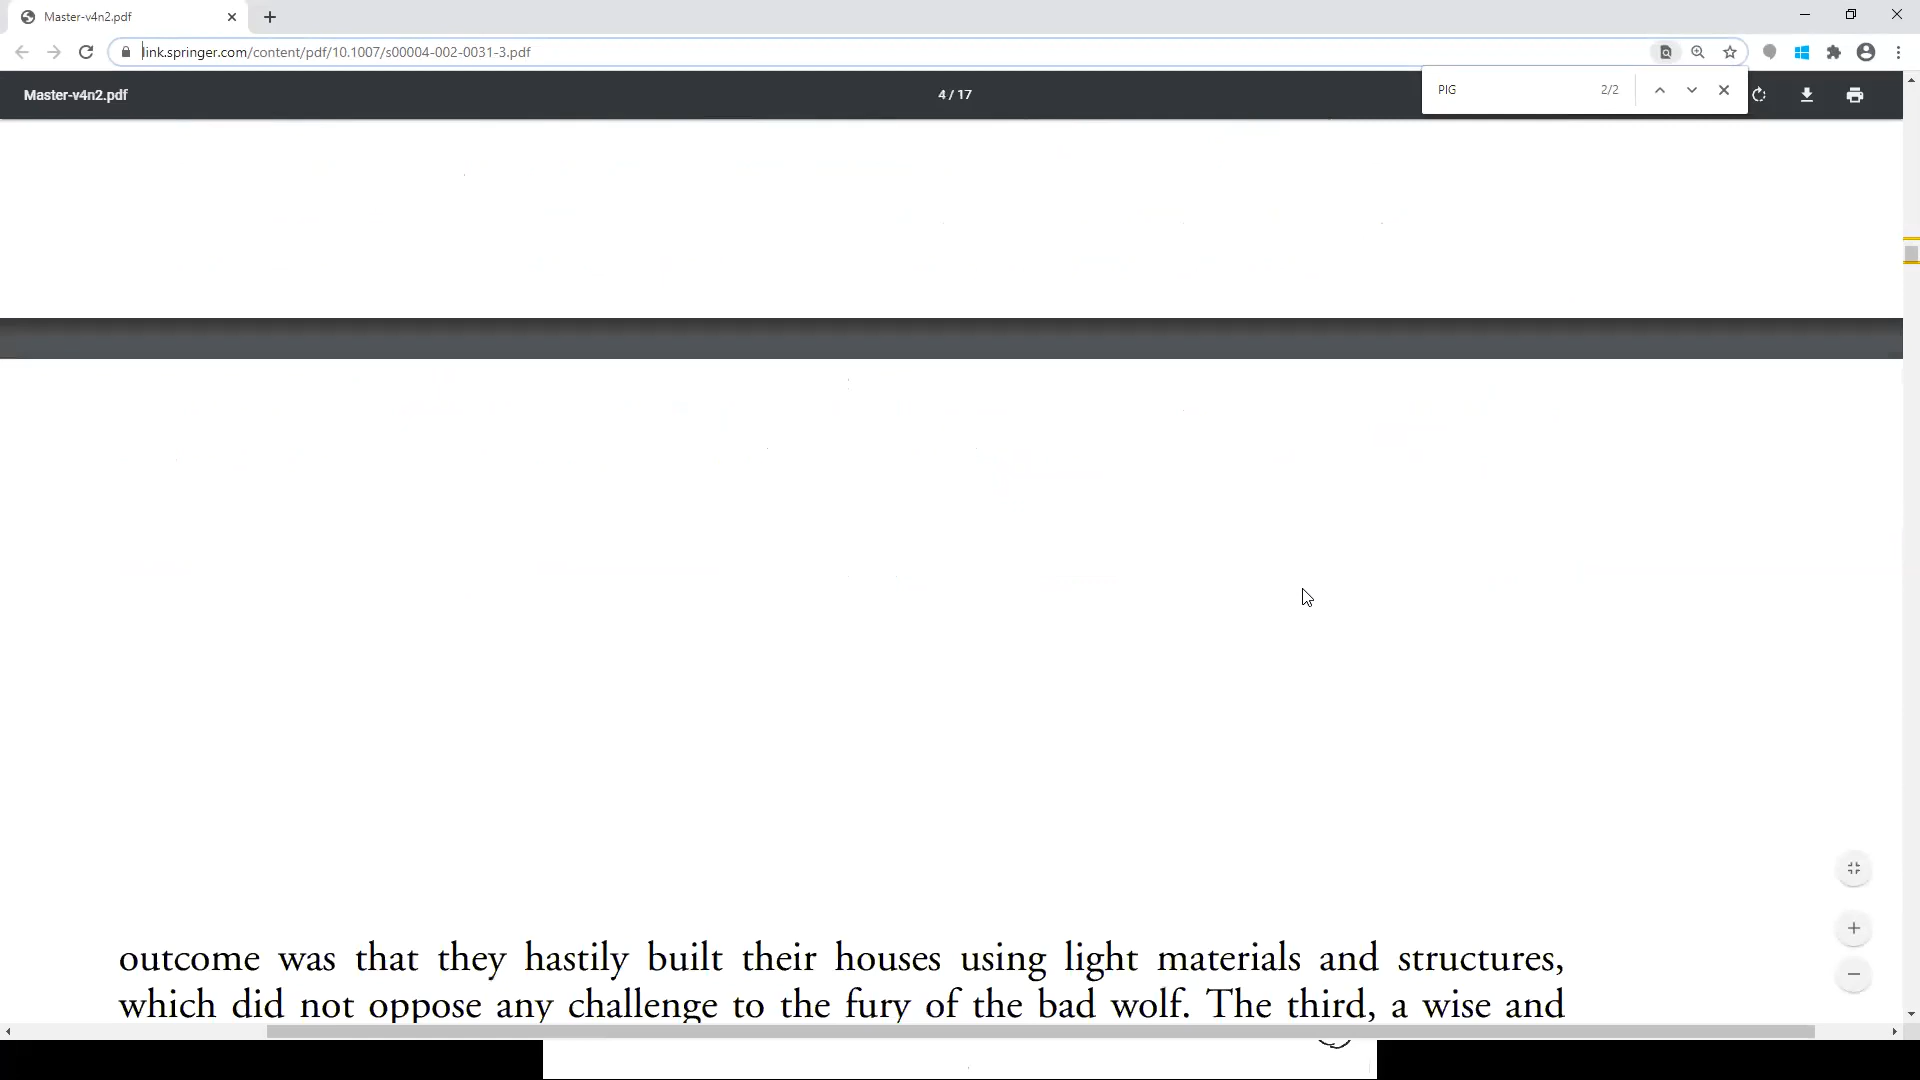 Master-v4n2.pdf
link.springer.com/content/pdf/10.1007/s00004-002-0031-3.pdf
Master-v4n2.pdf
4 / 17
PIG
2/2
outcome was that they hastily built their houses using light materials and structures,
which did not oppose any challenge to the fury of the bad wolf. The third, a wise and